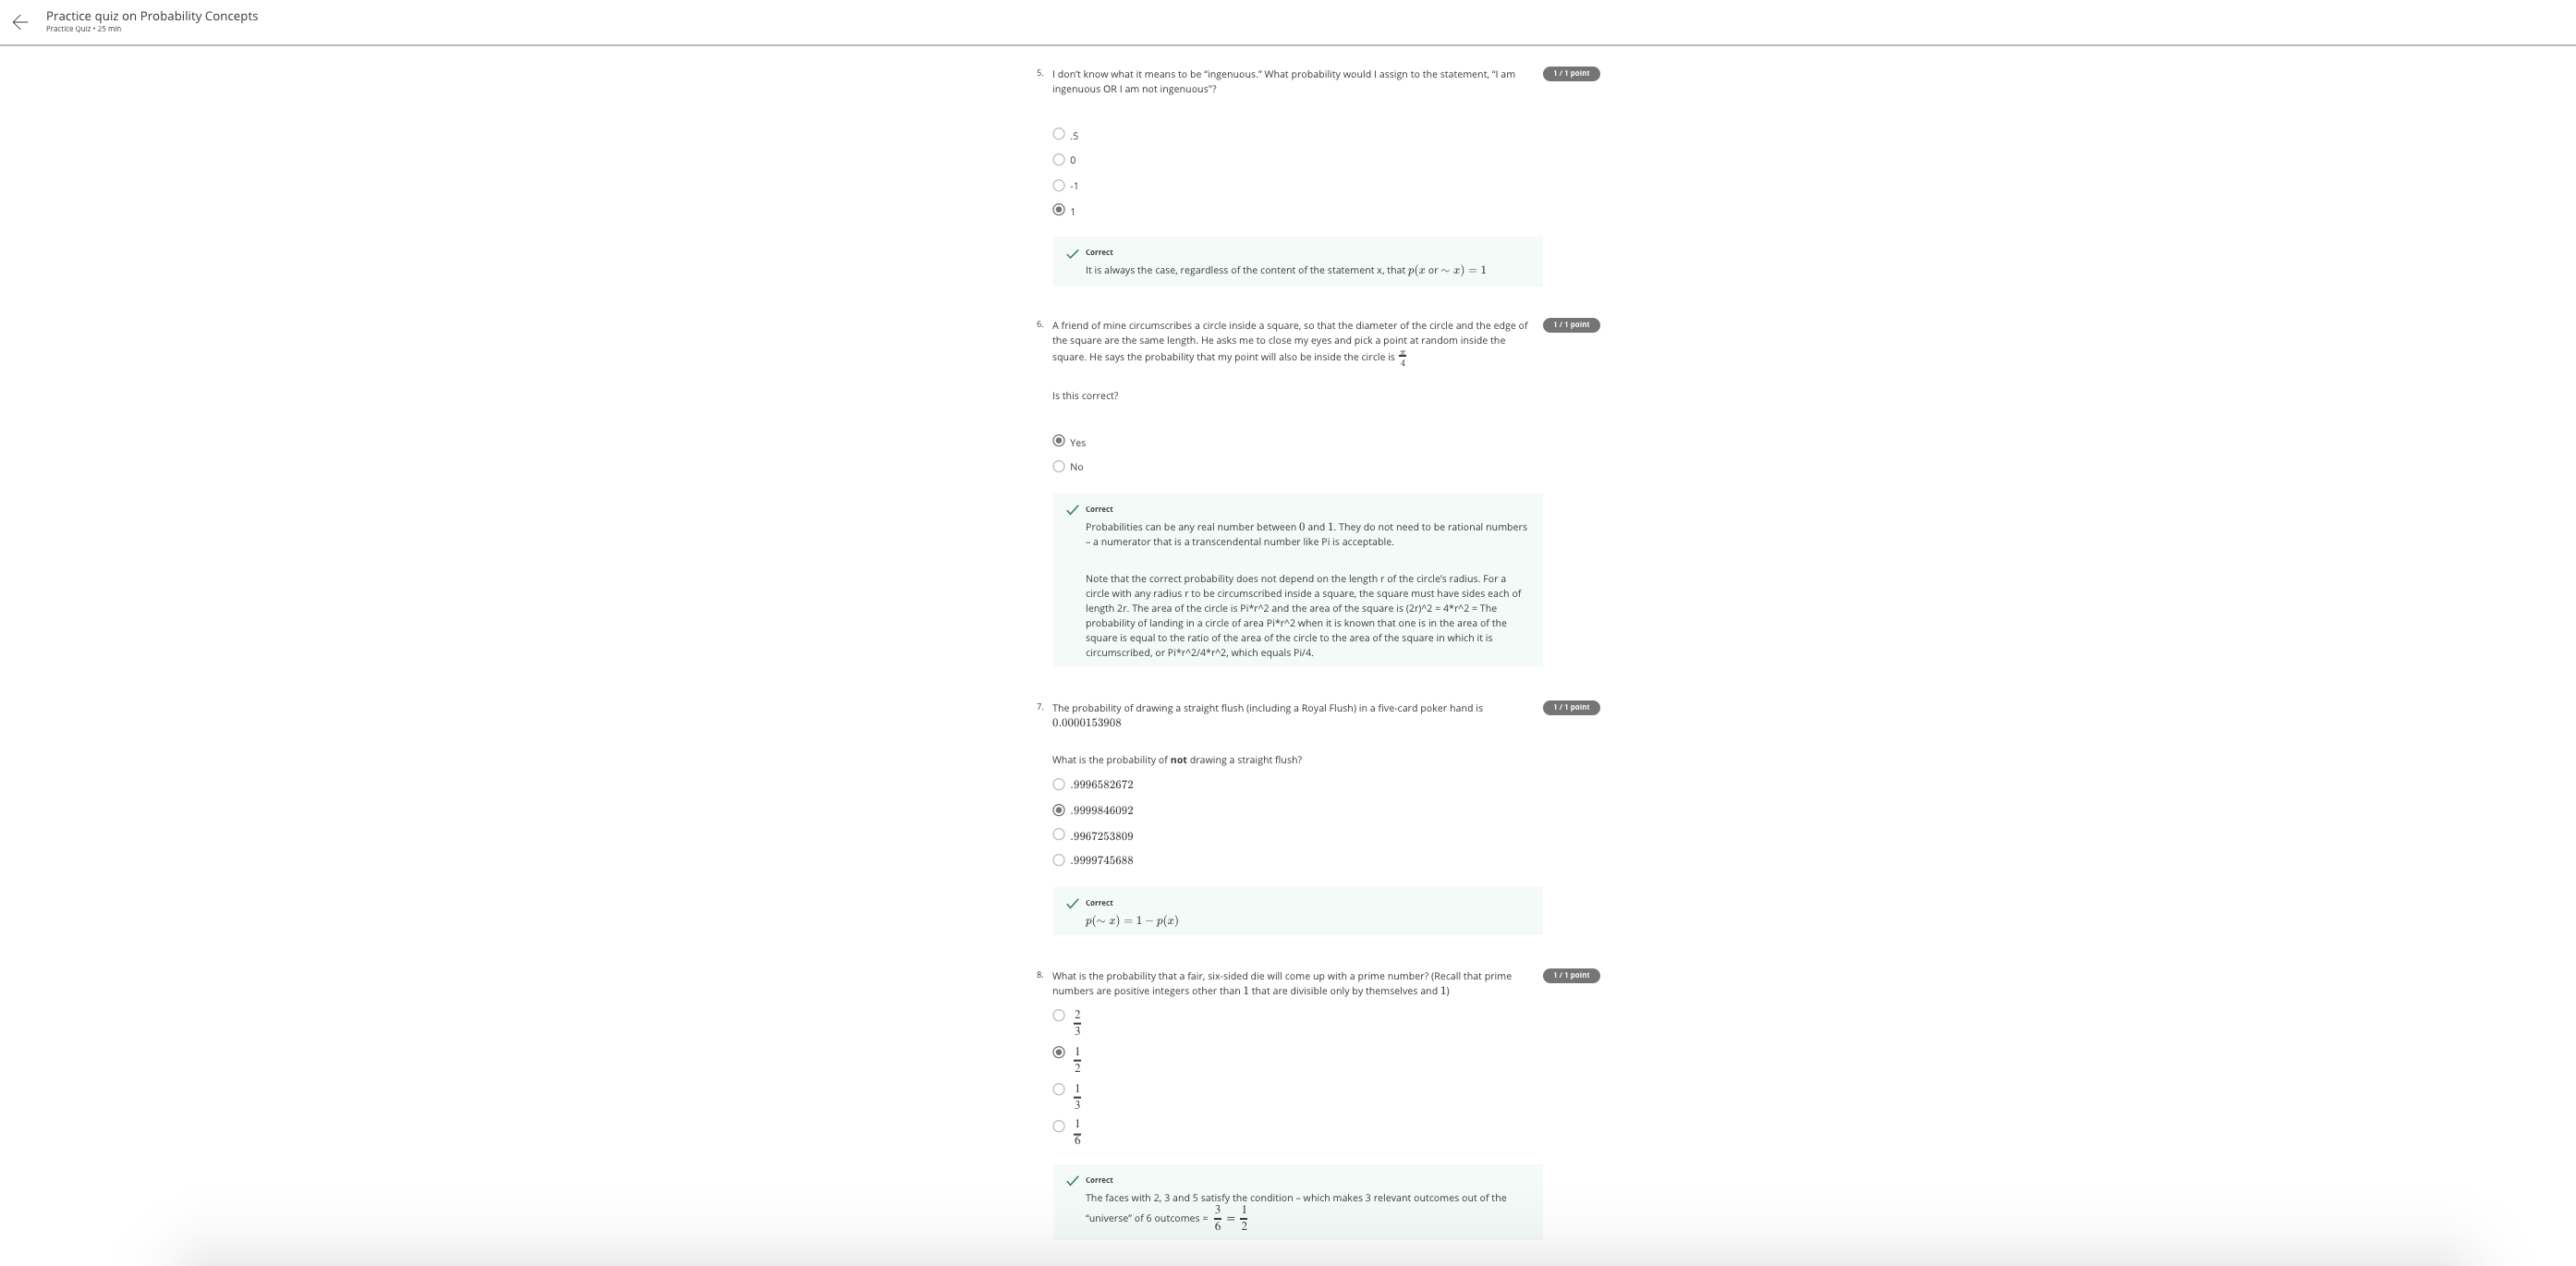 Practice quiz on Probability Concepts
Practice Quiz • 25 min
5. I don't know what it means to be “ingenuous.” What probability would I assign to the statement, “I am
ingenuous OR I am not ingenuous”?
1 / 1 point
.5
0
-1
1
Correct
It is always the case, regardless of the content of the statement x, that p(x or ∼ x) = 1
6. A friend of mine circumscribes a circle inside a square, so that the diameter of the circle and the edge of
the square are the same length. He asks me to close my eyes and pick a point at random inside the
square. He says the probability that my point will also be inside the circle is π/4
1 / 1 point
Is this correct?
Yes
No
Correct
Probabilities can be any real number between 0 and 1. They do not need to be rational numbers
– a numerator that is a transcendental number like Pi is acceptable.
Note that the correct probability does not depend on the length r of the circle's radius. For a
circle with any radius r to be circumscribed inside a square, the square must have sides each of
length 2r. The area of the circle is Pi*r^2 and the area of the square is (2r)^2 = 4*r^2 = The
probability of landing in a circle of area Pi*r^2 when it is known that one is in the area of the
square is equal to the ratio of the area of the circle to the area of the square in which it is
circumscribed, or Pi*r^2/4*r^2, which equals Pi/4.
7. The probability of drawing a straight flush (including a Royal Flush) in a five-card poker hand is
0.0000153908
1 / 1 point
What is the probability of not drawing a straight flush?
.9996582672
.9999846092
.9967253809
.9999745688
Correct
p(∼ x) = 1 − p(x)
8. What is the probability that a fair, six-sided die will come up with a prime number? (Recall that prime
numbers are positive integers other than 1 that are divisible only by themselves and 1)
1 / 1 point
2/3
1/2
1/3
1/6
Correct
The faces with 2, 3 and 5 satisfy the condition – which makes 3 relevant outcomes out of the
“universe” of 6 outcomes = 3/6 = 1/2